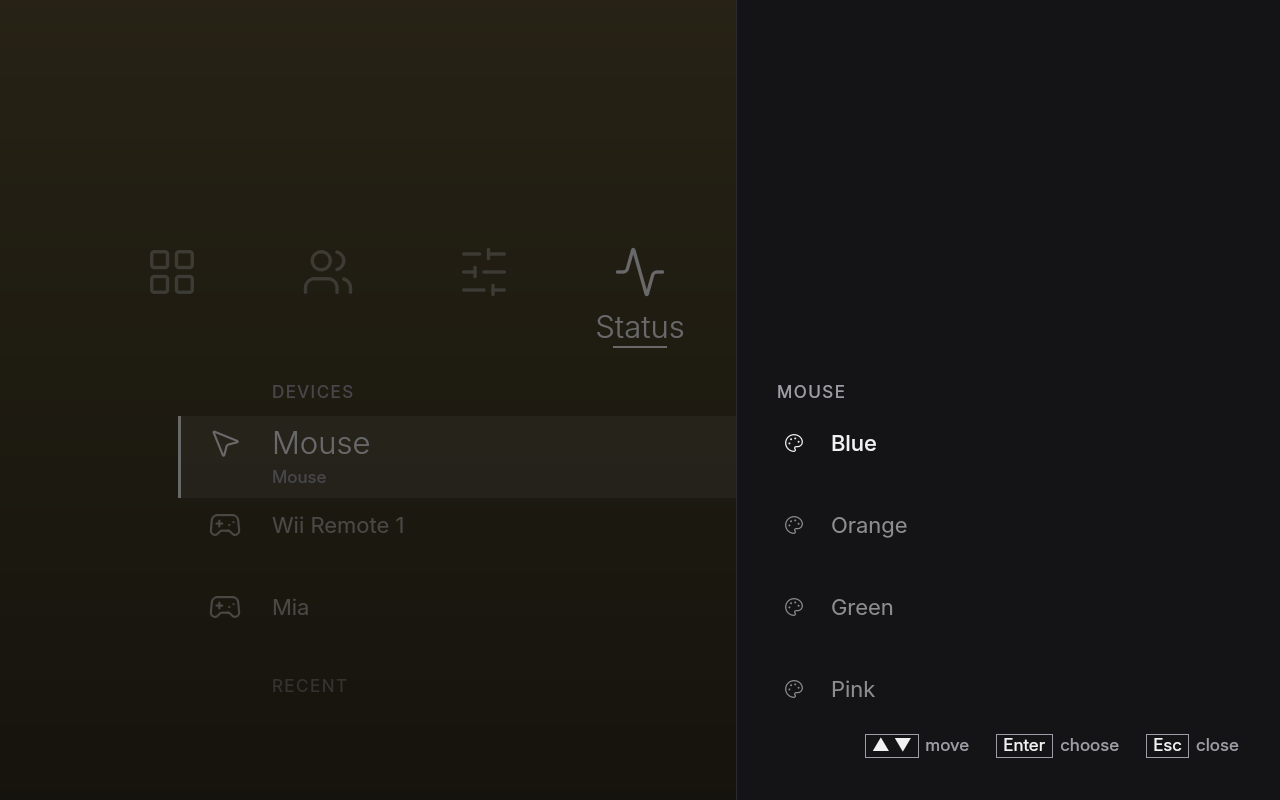 Status
DEVICES
Mouse
Mouse
Wii Remote 1
Mia
RECENT
MOUSE
Blue
Orange
Green
Pink
▲▼ move Enter choose Esc close